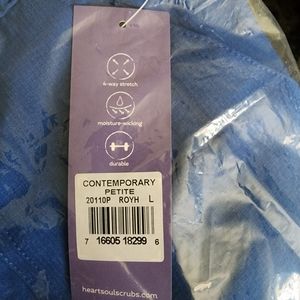 4-way stretch
moisture-wicking
durable
CONTEMPORARY
PETITE
20110P ROYH L
7 16605 18299 6
heartsoulscrubs.com